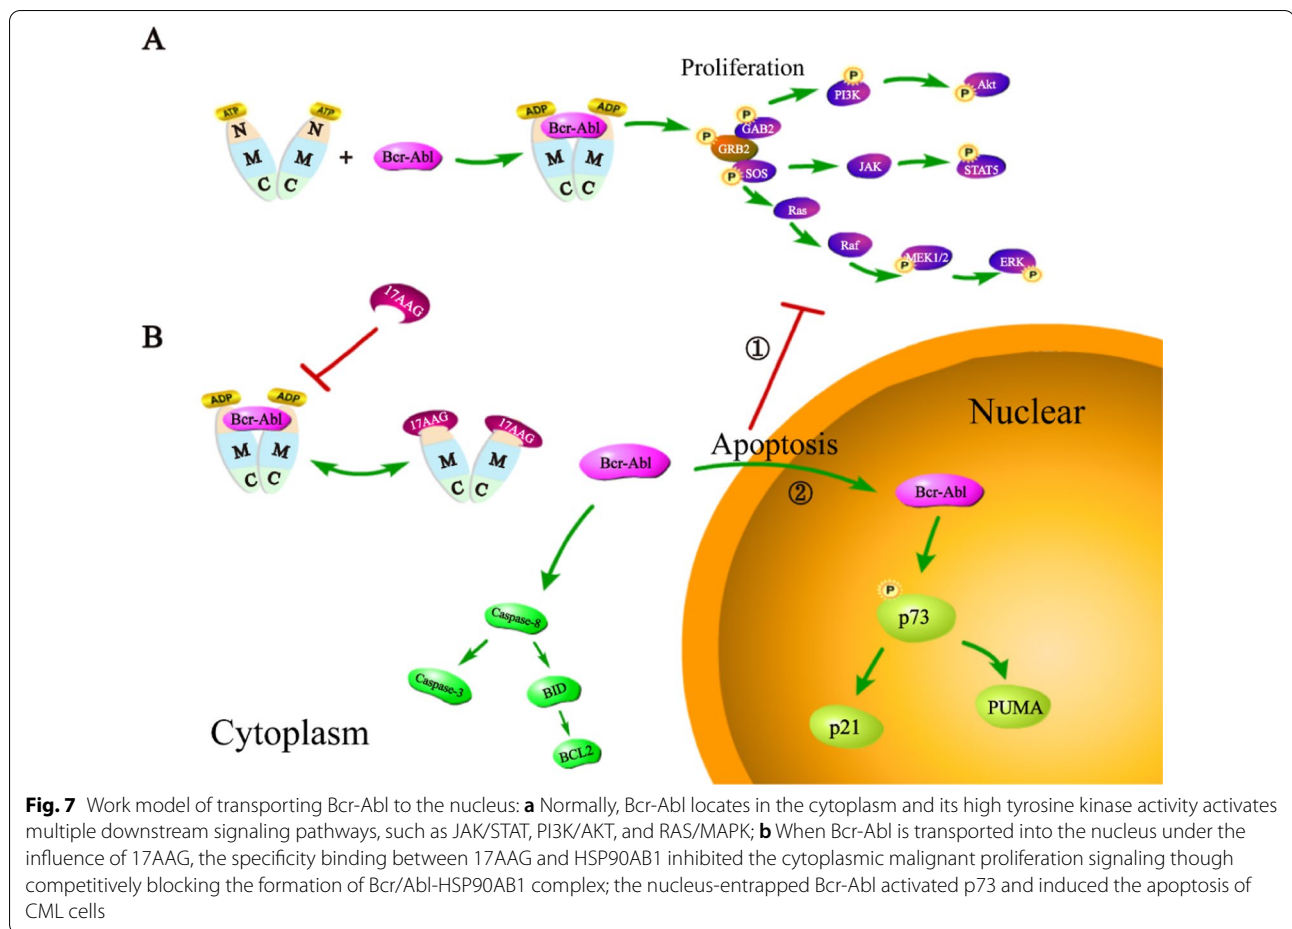 A
Proliferation
P
PI3K
P
Akt
ATP
ATP
N
N
M
M
C
C
+
Bcr-Abl
ADP
ADP
Bcr-Abl
M
M
C
C
P
GAB2
P
GRB2
P
SOS
JAK
P
STAT5
Ras
Raf
P
MEK1/2
ERK
P
B
17AAG
ADP
ADP
Bcr-Abl
M
M
C
C
17AAG
17AAG
M
M
C
C
Bcr-Abl
①
Apoptosis
②
Nuclear
Bcr-Abl
P
p73
p21
PUMA
Caspase-8
Caspase-3
BID
BCL2
Cytoplasm
Fig. 7 Work model of transporting Bcr-Abl to the nucleus: a Normally, Bcr-Abl locates in the cytoplasm and its high tyrosine kinase activity activates
multiple downstream signaling pathways, such as JAK/STAT, PI3K/AKT, and RAS/MAPK; b When Bcr-Abl is transported into the nucleus under the
influence of 17AAG, the specificity binding between 17AAG and HSP90AB1 inhibited the cytoplasmic malignant proliferation signaling though
competitively blocking the formation of Bcr/Abl-HSP90AB1 complex; the nucleus-entrapped Bcr-Abl activated p73 and induced the apoptosis of
CML cells